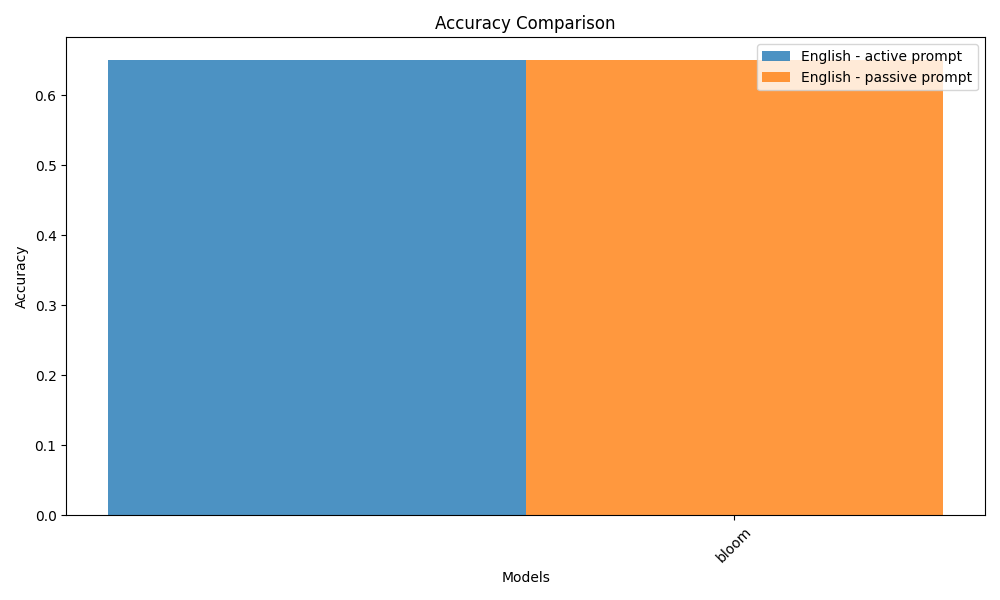 Accuracy Comparison
English - active prompt
English - passive prompt
Accuracy
0.6
0.5
0.4
0.3
0.2
0.1
0.0
bloom
Models